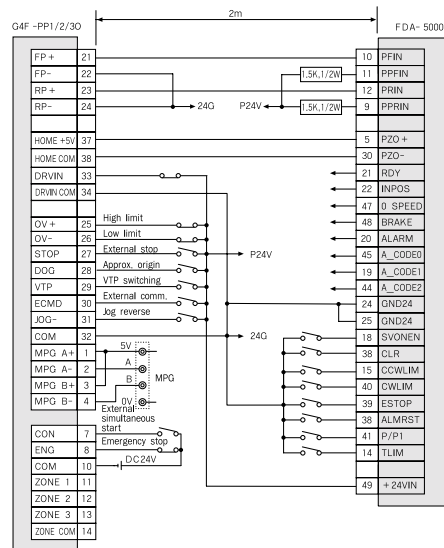 2m
G4F -PP1/2/3O
FDA- 5000
FP + 21
FP- 22
RP + 23
RP- 24
24G
P24V
1.5K,1/2W
1.5K,1/2W
10 PFIN
11 PPFIN
12 PRIN
9 PPRIN
HOME +5V 37
HOME COM 38
DRVIN 33
DRVIN COM 34
5 PZO +
30 PZO-
21 RDY
22 INPOS
47 0 SPEED
48 BRAKE
20 ALARM
45 A_CODE0
19 A_CODE1
44 A_CODE2
24 GND24
25 GND24
OV + 25 High limit
OV- 26 Low limit
STOP 27 External stop
P24V
DOG 28 Approx. origin
VTP 29 VTP switching
ECMD 30 External comm.
JOG- 31 Jog reverse
COM 32
24G
MPG A+ 1 5V
MPG A- 2 A
MPG B+ 3 B
MPG B- 4 0V
MPG
18 SVONEN
38 CLR
15 CCWLIM
40 CWLIM
39 ESTOP
38 ALMRST
41 P/P1
14 TLIM
49 +24VIN
External
simultaneous
start
CON 7
ENG 8 Emergency stop
COM 10 DC24V
ZONE 1 11
ZONE 2 12
ZONE 3 13
ZONE COM 14